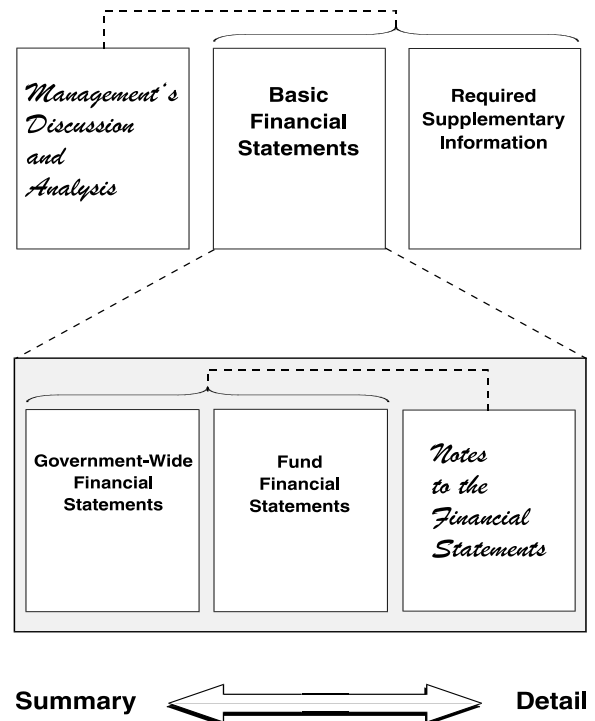 Management's
Discussion
and
Analysis
Basic
Financial
Statements
Required
Supplementary
Information
Government-Wide
Financial
Statements
Fund
Financial
Statements
Notes
to the
Financial
Statements
Summary
Detail